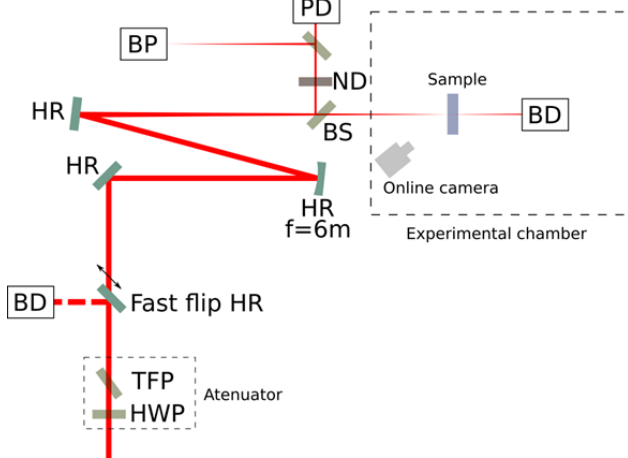 PD
BP
ND
Sample
HR
BS
BD
HR
Online camera
HR
f=6m
Experimental chamber
BD
Fast flip HR
TFP
Atenuator
HWP